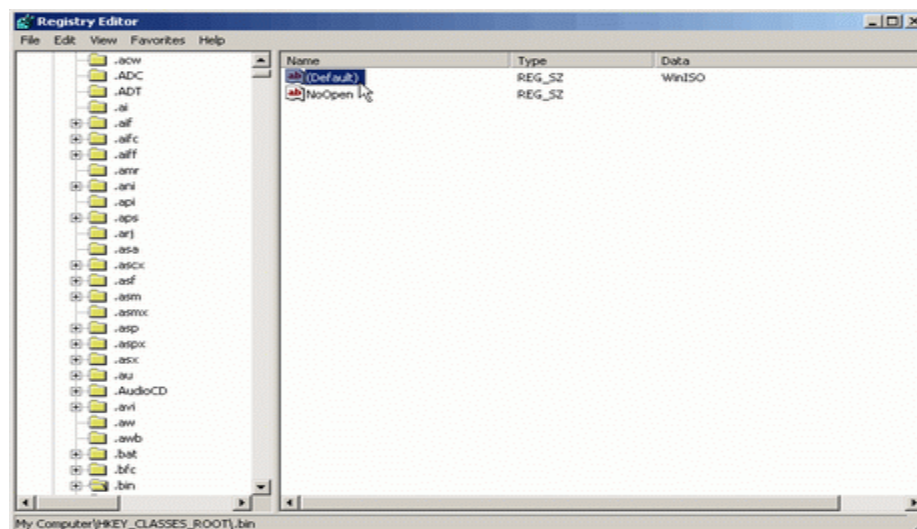 Registry Editor
File Edit View Favorites Help
.acw
.ADC
.ADT
.ai
.aif
.aifc
.aiff
.amr
.ani
.api
.aps
.arj
.asa
.ascx
.asf
.asm
.asmx
.asp
.aspx
.asx
.au
.AudioCD
.avi
.aw
.awb
.bat
.bfc
.bin
Name Type Data
(Default) REG_SZ WinISO
NoOpen REG_SZ
My Computer\HKEY_CLASSES_ROOT\.bin